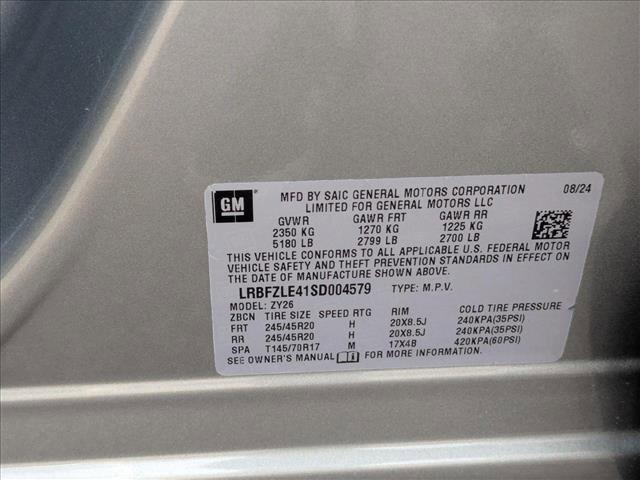 GM
MFD BY SAIC GENERAL MOTORS CORPORATION 08/24
LIMITED FOR GENERAL MOTORS LLC
GVWR GAWR FRT GAWR RR
2350 KG 1270 KG 1225 KG
5180 LB 2799 LB 2700 LB
THIS VEHICLE CONFORMS TO ALL APPLICABLE U.S. FEDERAL MOTOR
VEHICLE SAFETY AND THEFT PREVENTION STANDARDS IN EFFECT ON
THE DATE OF MANUFACTURE SHOWN ABOVE.
LRBFZLE41SD004579 TYPE: M.P.V.
MODEL: ZY26
ZBCN TIRE SIZE SPEED RTG RIM COLD TIRE PRESSURE
FRT 245/45R20 H 20X8.5J 240KPA(35PSI)
RR 245/45R20 H 20X8.5J 240KPA(35PSI)
SPA T145/70R17 M 17X4B 420KPA(60PSI)
SEE OWNER'S MANUAL FOR MORE INFORMATION.